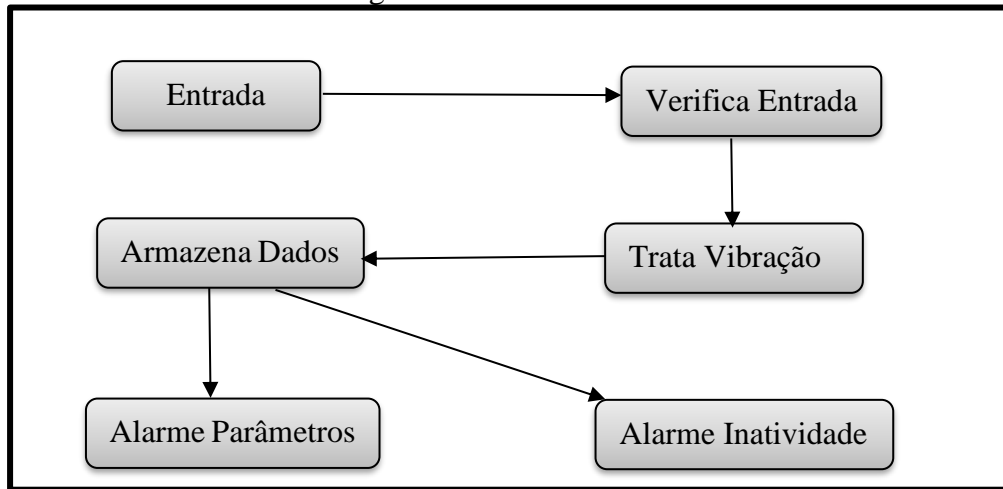 Entrada
Verifica Entrada
Armazena Dados
Trata Vibração
Alarme Parâmetros
Alarme Inatividade